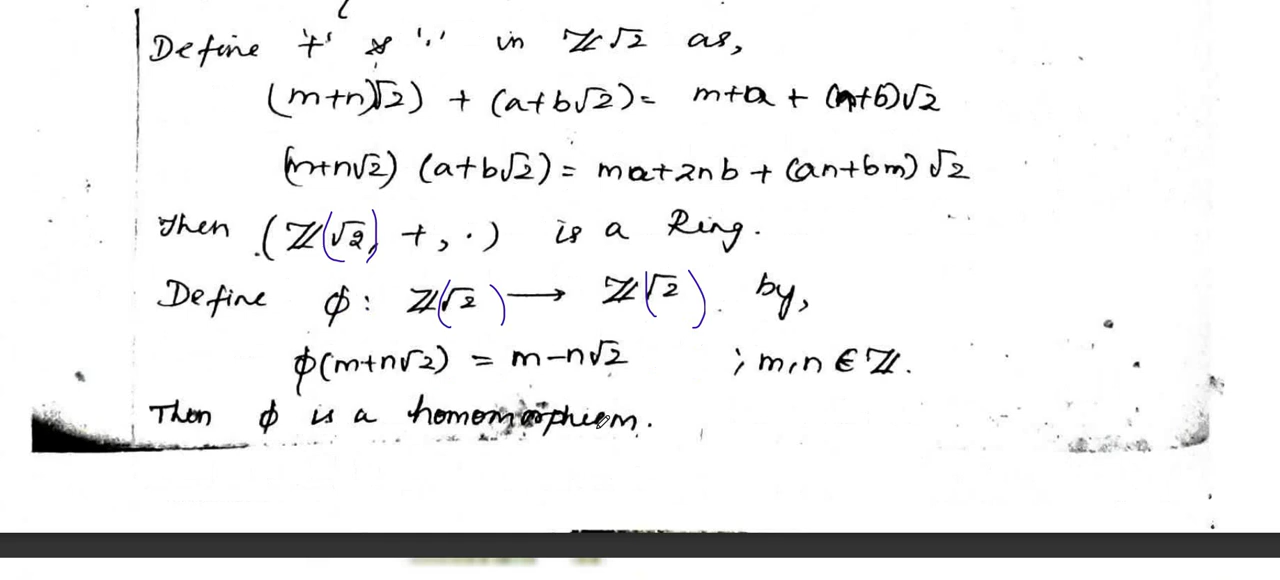 Define '+' & '.' in ℤ√2 as,
(m+n)√2) + (a+b√2) = m+a + (n+b)√2
(m+n√2) (a+b√2) = ma+2nb + (an+bm) √2
Then (ℤ(√2) +, ·) is a Ring.
Define ϕ : ℤ(√2) → ℤ(√2) by,
ϕ(m+n√2) = m-n√2 ; m,n ∈ ℤ.
Then ϕ is a homomorphism.